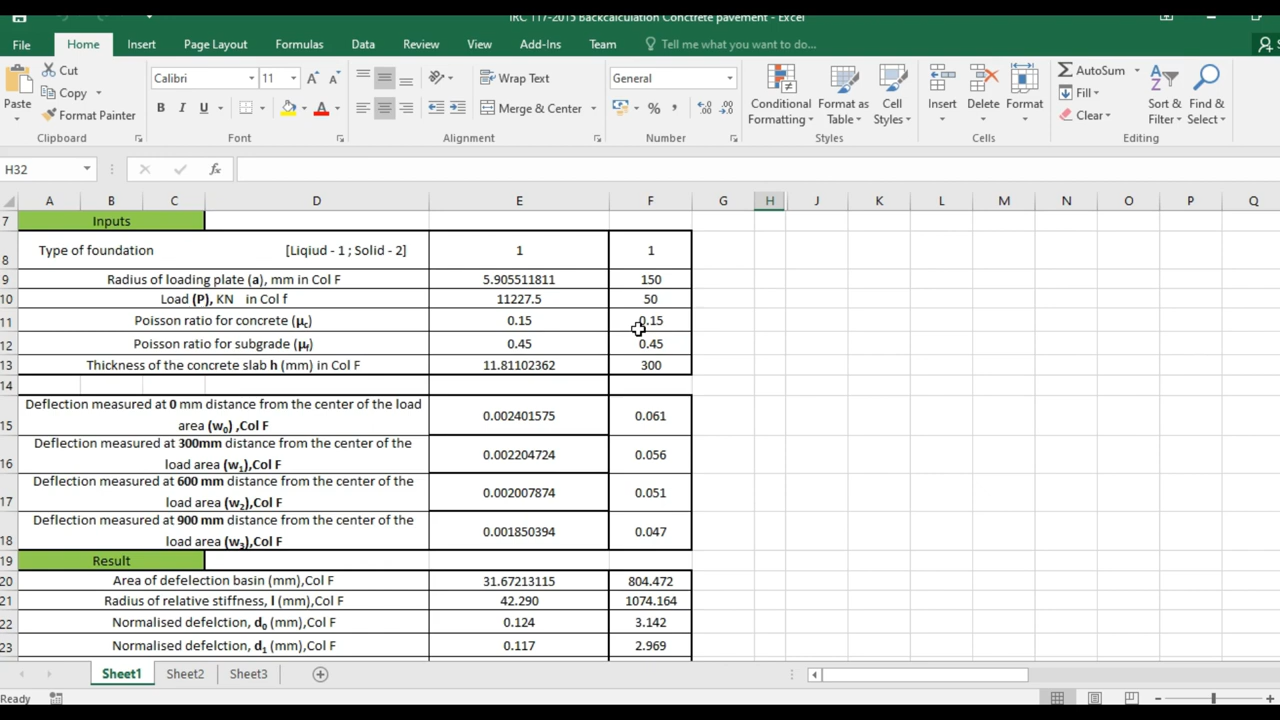 IRC 117-2015 Backcalculation Conctrete pavement - Excel
File Home Insert Page Layout Formulas Data Review View Add-Ins Team Tell me what you want to do...
Cut
Copy
Format Painter
Paste
Calibri 11
B I U
Wrap Text
Merge & Center
General
Conditional Formatting
Format as Table
Cell Styles
Insert
Delete
Format
AutoSum
Fill
Clear
Sort & Filter
Find & Select
Clipboard Font Alignment Number Styles Cells Editing
H32 fx
A B C D E F G H J K L M N O P Q
7 Inputs
8 Type of foundation [Liqiud - 1 ; Solid - 2] 1 1
9 Radius of loading plate (a), mm in Col F 5.905511811 150
10 Load (P), KN in Col f 11227.5 50
11 Poisson ratio for concrete (μc) 0.15 0.15
12 Poisson ratio for subgrade (μf) 0.45 0.45
13 Thickness of the concrete slab h (mm) in Col F 11.81102362 300
14
Deflection measured at 0 mm distance from the center of the load
15 area (w0) ,Col F 0.002401575 0.061
Deflection measured at 300mm distance from the center of the
16 load area (w1),Col F 0.002204724 0.056
Deflection measured at 600 mm distance from the center of the
17 load area (w2),Col F 0.002007874 0.051
Deflection measured at 900 mm distance from the center of the
18 load area (w3),Col F 0.001850394 0.047
19 Result
20 Area of defelection basin (mm),Col F 31.67213115 804.472
21 Radius of relative stiffness, l (mm),Col F 42.290 1074.164
22 Normalised defelction, d0 (mm),Col F 0.124 3.142
23 Normalised defelction, d1 (mm),Col F 0.117 2.969
Sheet1 Sheet2 Sheet3
Ready